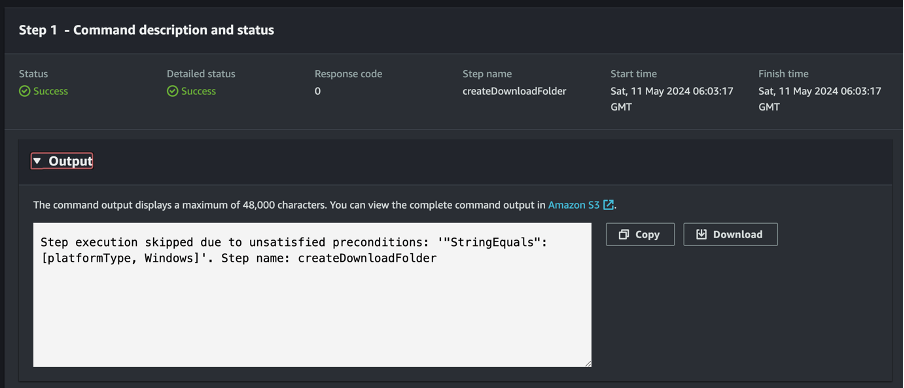 Step 1 - Command description and status
Status
Detailed status
Response code
Step name
Start time
Finish time
Success
Success
0
createDownloadFolder
Sat, 11 May 2024 06:03:17
GMT
Sat, 11 May 2024 06:03:17
GMT
Output
The command output displays a maximum of 48,000 characters. You can view the complete command output in Amazon S3.
Step execution skipped due to unsatisfied preconditions: '"StringEquals":
[platformType, Windows]'. Step name: createDownloadFolder
Copy
Download